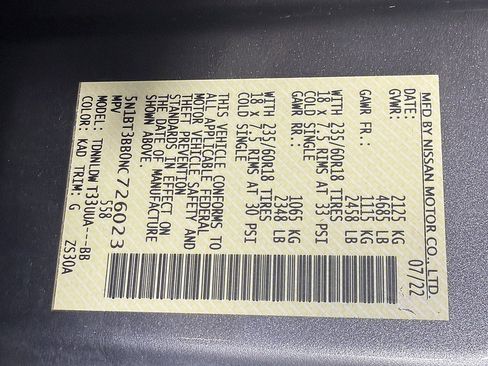 MFD BY NISSAN MOTOR CO., LTD.
DATE: 07/22
GVWR: 2125 KG
4685 LB
GAWR FR.: 1115 KG
2458 LB
WITH 235/60R18 TIRES
18 X 7.5 RIMS AT 33 PSI
COLD SINGLE
GAWR RR.: 1065 KG
2348 LB
WITH 235/60R18 TIRES
18 X 7.5 RIMS AT 30 PSI
COLD SINGLE
THIS VEHICLE CONFORMS TO
ALL APPLICABLE FEDERAL
MOTOR VEHICLE SAFETY AND
THEFT PREVENTION
STANDARDS IN EFFECT ON
THE DATE OF MANUFACTURE
SHOWN ABOVE.
5N1BT3BB0NC726023
MPV 558
MODEL: TDNNLDW T33UUA---BB
COLOR: KAD TRIM: G ZS30A